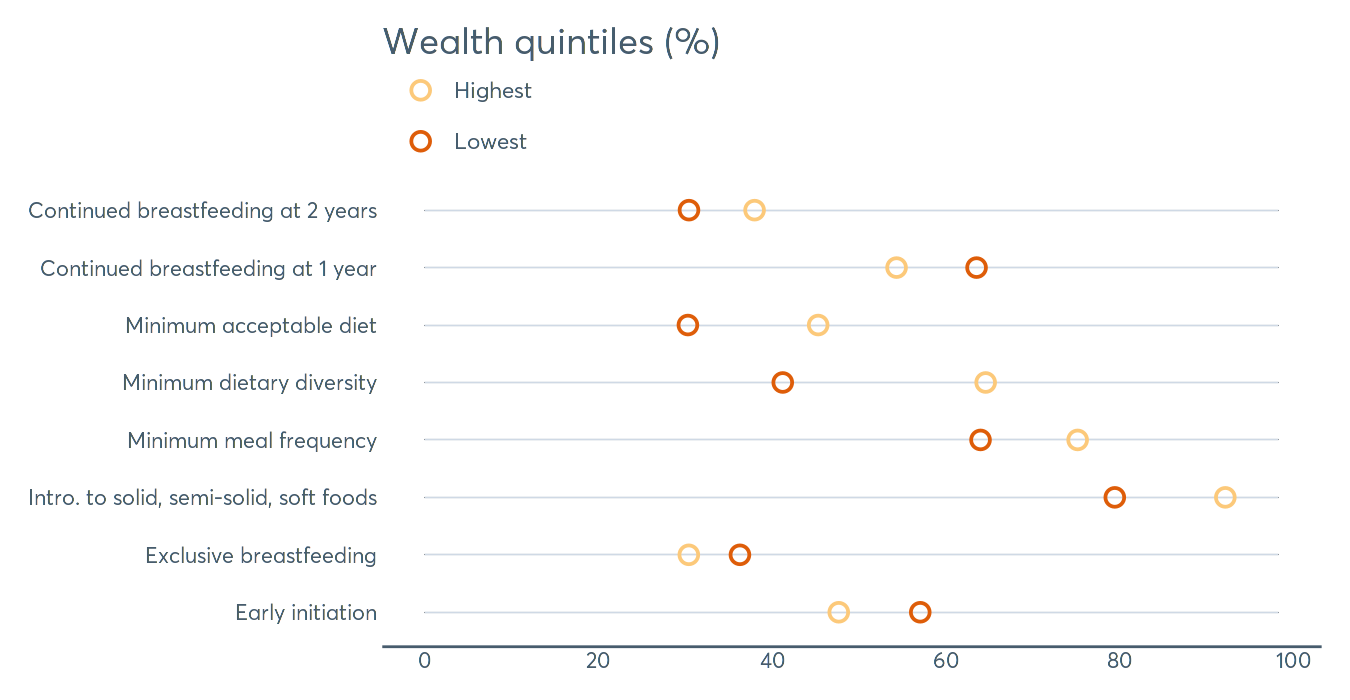 Wealth quintiles (%)
Highest
Lowest
Continued breastfeeding at 2 years
Continued breastfeeding at 1 year
Minimum acceptable diet
Minimum dietary diversity
Minimum meal frequency
Intro. to solid, semi-solid, soft foods
Exclusive breastfeeding
Early initiation
0 20 40 60 80 100